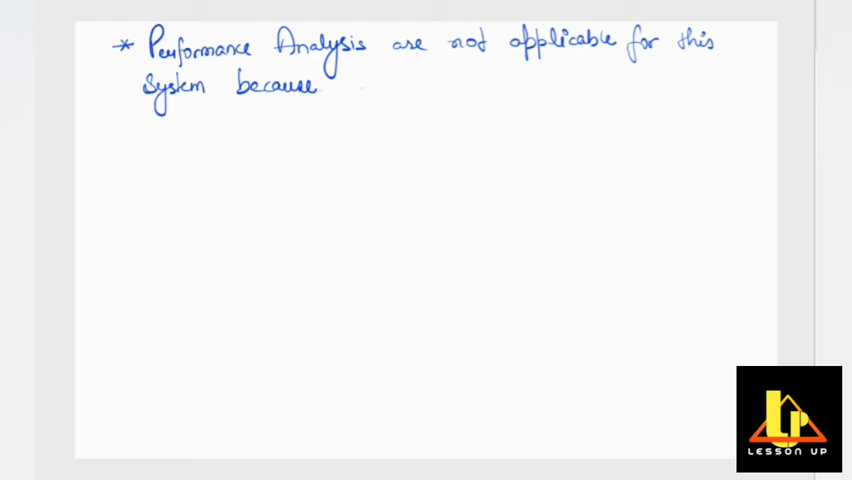 * Performance Analysis are not applicable for this
System because
LESSON UP